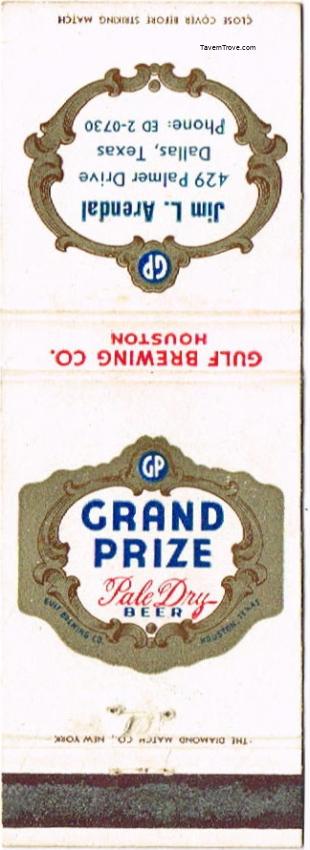 TavernTrove.com
CLOSE COVER BEFORE STRIKING MATCH
GP
Jim L. Arendal
429 Palmer Drive
Dallas, Texas
Phone: ED 2-0730
GULF BREWING CO.
HOUSTON
GP
GRAND
PRIZE
Pale Dry
BEER
GULF BREWING CO. HOUSTON, TEXAS
THE DIAMOND MATCH CO., NEW YORK